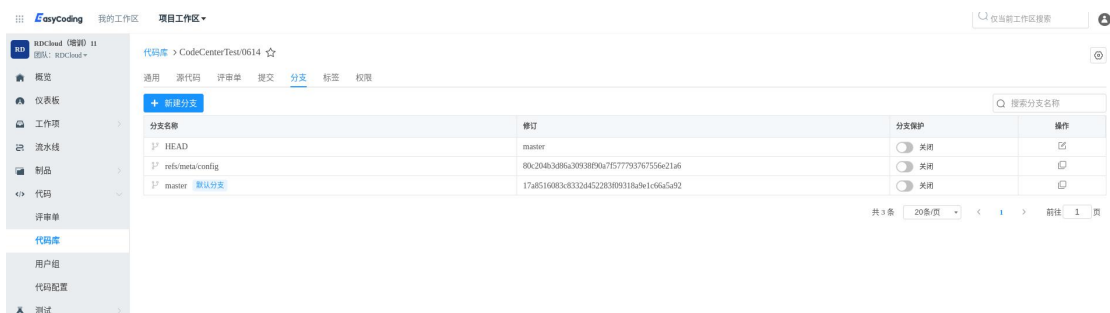 EasyCoding 我的工作区 项目工作区 仅当前工作区搜索
RD RDCloud（培训）11
团队：RDCloud
代码库 > CodeCenterTest/0614
概览
通用 源代码 评审单 提交 分支 标签 权限
仪表板
+ 新建分支 搜索分支名称
工作项
分支名称 修订 分支保护 操作
流水线
HEAD master 关闭
制品
refs/meta/config 80c204b3d86a30938f90a7f577793767556e21a6 关闭
代码
master 默认分支 17a8516083c8332d452283f09318a9e1c66a5a92 关闭
评审单
共 3 条 20条/页 < 1 > 前往 1 页
代码库
用户组
代码配置
测试